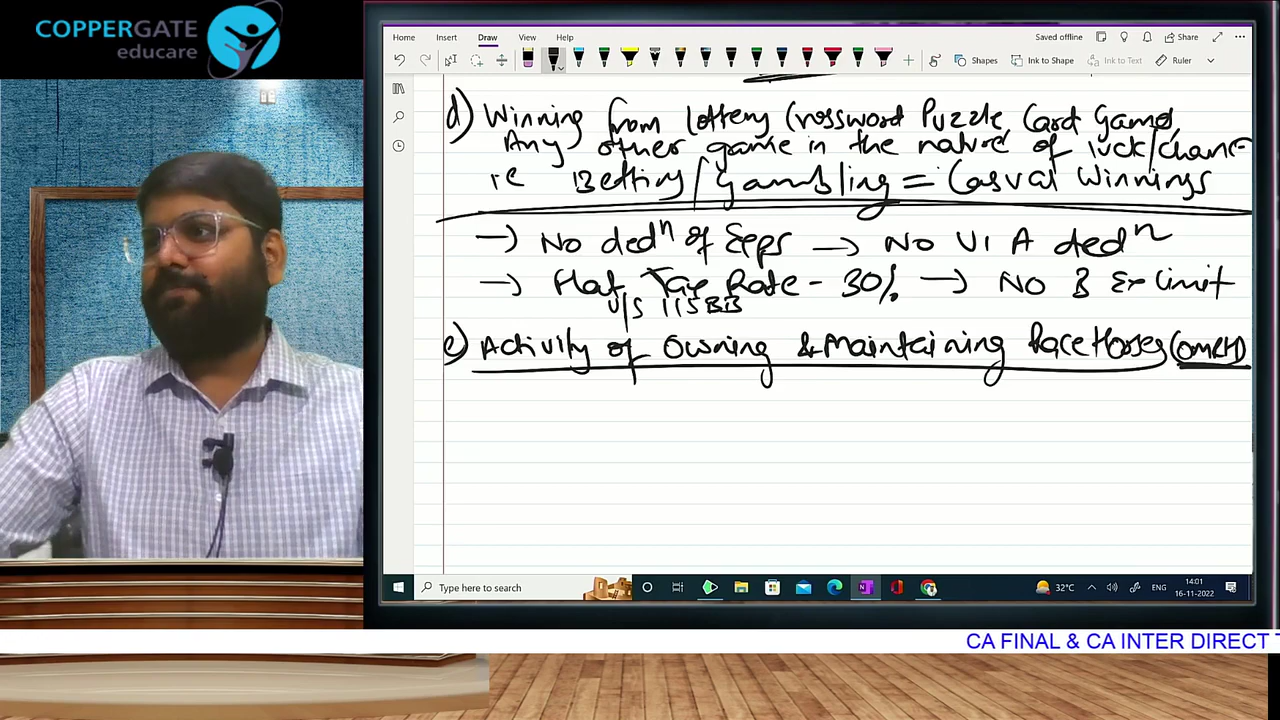 COPPERGATE
educare
Home Insert Draw View Help
Saved offline
Share
Shapes
Ink to Shape
Ink to Text
Ruler
d) Winning from lottery Crossword Puzzle Card Games,
Any other game in the nature of luck/chance
ie Betting/Gambling = Casual Winnings
→ No dedn of Exps → No VI A dedn
→ Flat Tax Rate - 30% → No B Ex limit
U/S 115BB
e) Activity of Owning & Maintaining Race Horses (OMRH)
Type here to search
32°C
ENG
14:01
16-11-2022
CA FINAL & CA INTER DIRECT